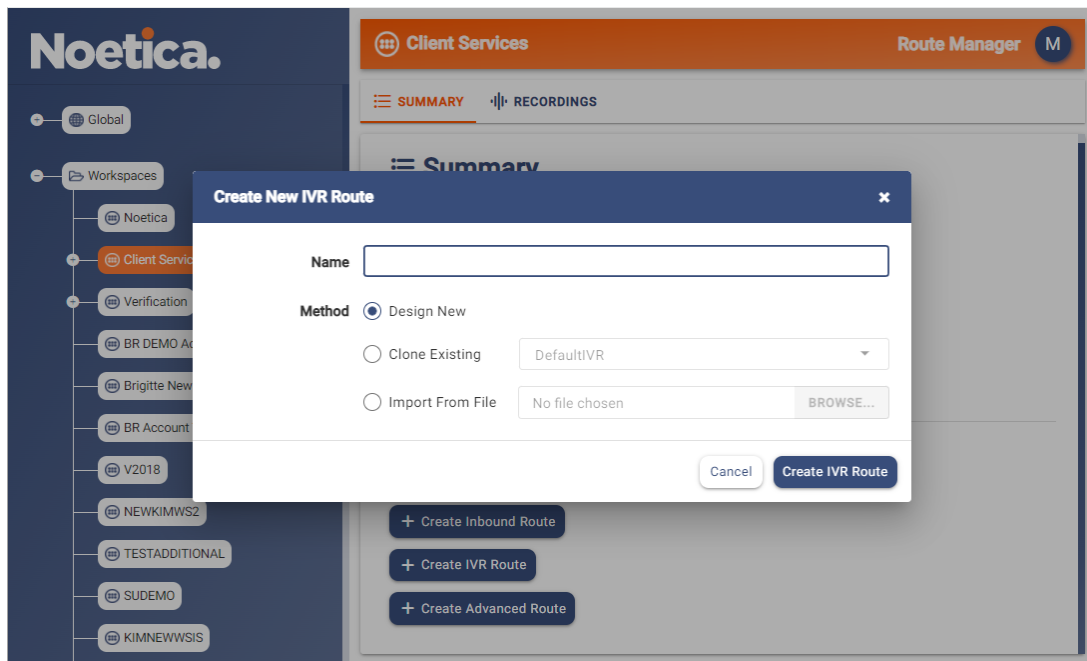 Noetica.
Global
Workspaces
Noetica
Client Servic
Verification
BR DEMO Ac
Brigitte New
BR Account
V2018
NEWKIMWS2
TESTADDITIONAL
SUDEMO
KIMNEWWSIS
Client Services
Route Manager M
SUMMARY RECORDINGS
Summary
Create New IVR Route
Name
Method Design New
Clone Existing DefaultIVR
Import From File No file chosen BROWSE...
Cancel Create IVR Route
+ Create Inbound Route
+ Create IVR Route
+ Create Advanced Route